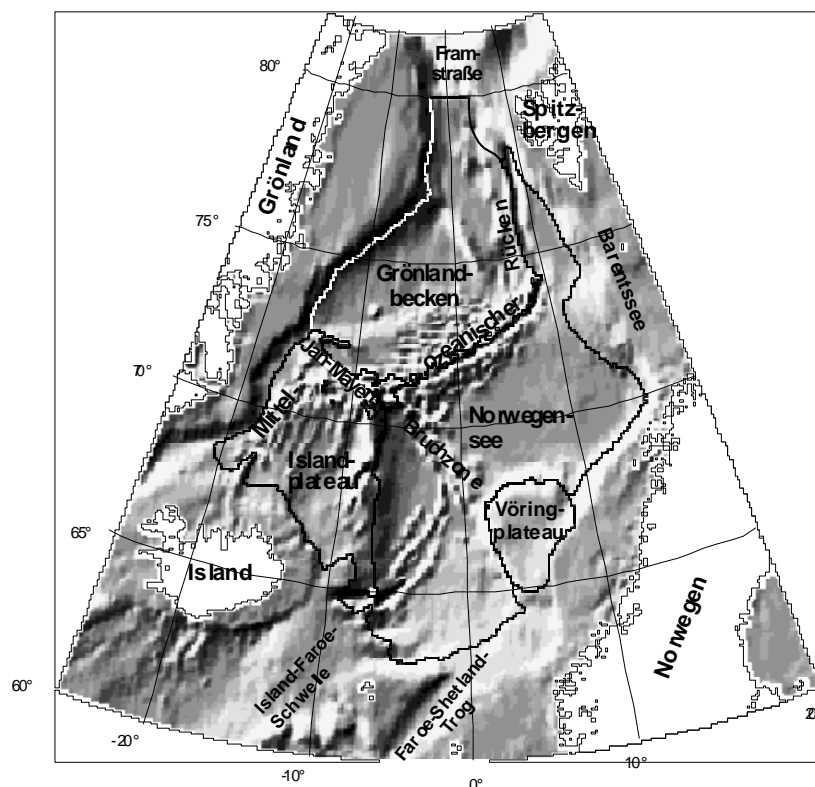 Fram-
straße
80°
Spitz-
bergen
Grönland
75°
Rücken
Barentssee
Grönland-
becken
ozeanischer
70°
Jan-Mayen-
Mittel-
Norwegen-
see
Bruchzone
Island-
plateau
Vöring-
plateau
65°
Island
Norwegen
Island-Faroe-
Schwelle
Faroe-Shetland-
Trog
60°
-20°
-10°
0°
10°